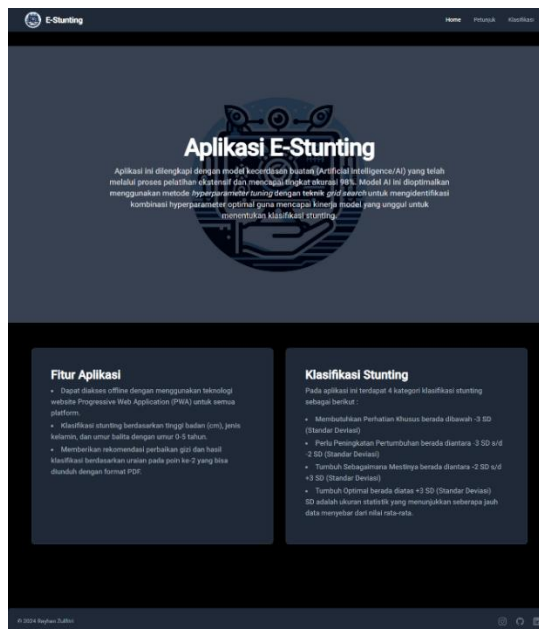 E-Stunting
Home Petunjuk Klasifikasi
Aplikasi E-Stunting
Aplikasi ini dilengkapi dengan model kecerdasan buatan (Artificial Intelligence/AI) yang telah
melalui proses pelatihan ekstensif dan mencapai tingkat akurasi 98%. Model AI ini dioptimalkan
menggunakan metode hyperparameter tuning dengan teknik grid search untuk mengidentifikasi
kombinasi hyperparameter optimal guna mencapai kinerja model yang unggul untuk
menentukan klasifikasi stunting.
Fitur Aplikasi
• Dapat diakses offline dengan menggunakan teknologi
website Progressive Web Application (PWA) untuk semua
platform.
• Klasifikasi stunting berdasarkan tinggi badan (cm), jenis
kelamin, dan umur balita dengan umur 0-5 tahun.
• Memberikan rekomendasi perbaikan gizi dan hasil
klasifikasi berdasarkan uraian pada poin ke-2 yang bisa
diunduh dengan format PDF.
Klasifikasi Stunting
Pada aplikasi ini terdapat 4 kategori klasifikasi stunting
sebagai berikut :
• Membutuhkan Perhatian Khusus berada dibawah -3 SD
(Standar Deviasi)
• Perlu Peningkatan Pertumbuhan berada diantara -3 SD s/d
-2 SD (Standar Deviasi)
• Tumbuh Sebagaimana Mestinya berada diantara -2 SD s/d
+3 SD (Standar Deviasi)
• Tumbuh Optimal berada diatas +3 SD (Standar Deviasi)
SD adalah ukuran statistik yang menunjukkan seberapa jauh
data menyebar dari nilai rata-rata.
© 2024 Rayhan Zulfitri